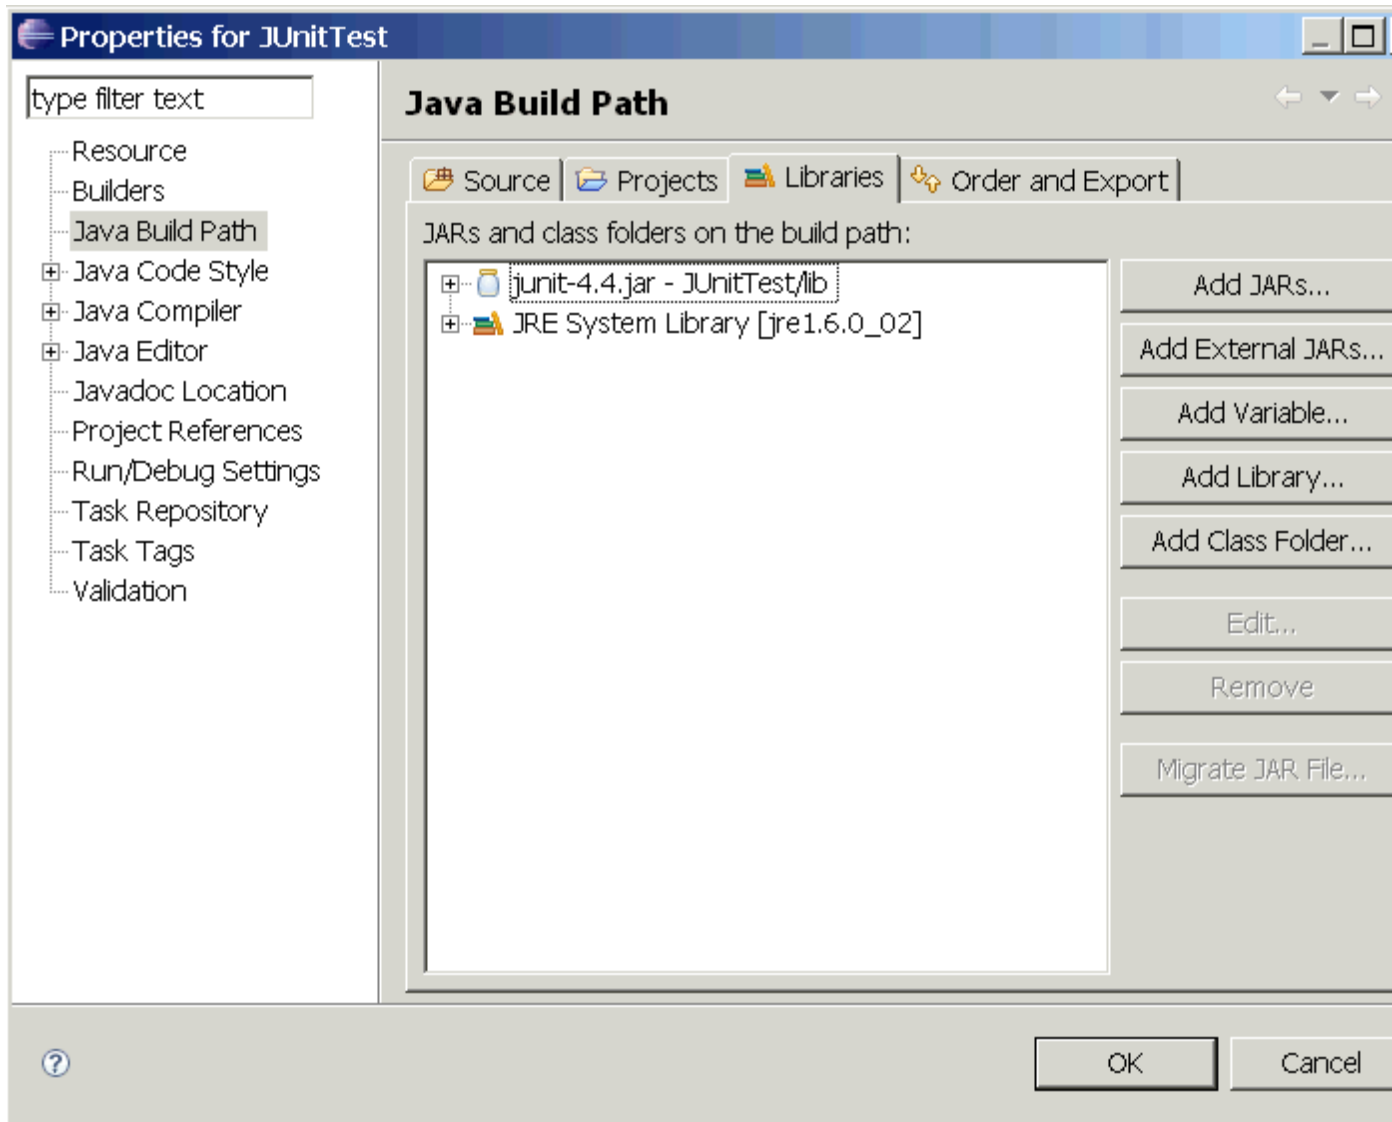 Properties for JUnitTest
type filter text
Resource
Builders
Java Build Path
Java Code Style
Java Compiler
Java Editor
Javadoc Location
Project References
Run/Debug Settings
Task Repository
Task Tags
Validation
Java Build Path
Source Projects Libraries Order and Export
JARs and class folders on the build path:
junit-4.4.jar - JUnitTest/lib
JRE System Library [jre1.6.0_02]
Add JARs...
Add External JARs...
Add Variable...
Add Library...
Add Class Folder...
Edit...
Remove
Migrate JAR File...
OK Cancel